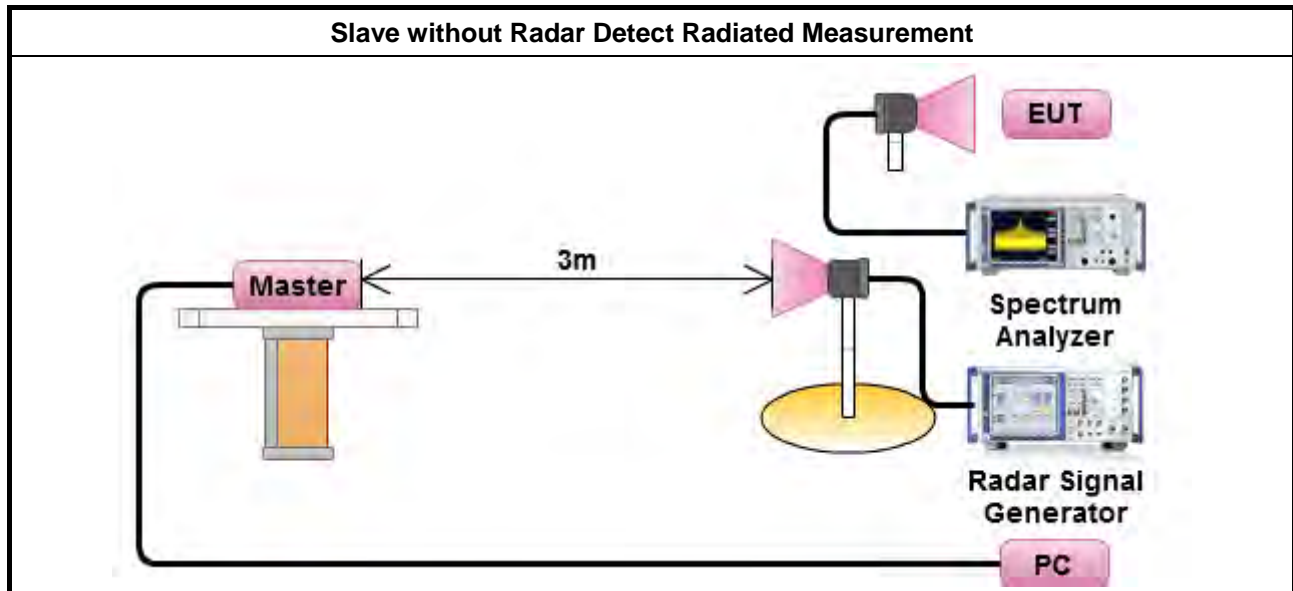 Slave without Radar Detect Radiated Measurement
EUT
3m
Master
Spectrum
Analyzer
Radar Signal
Generator
PC